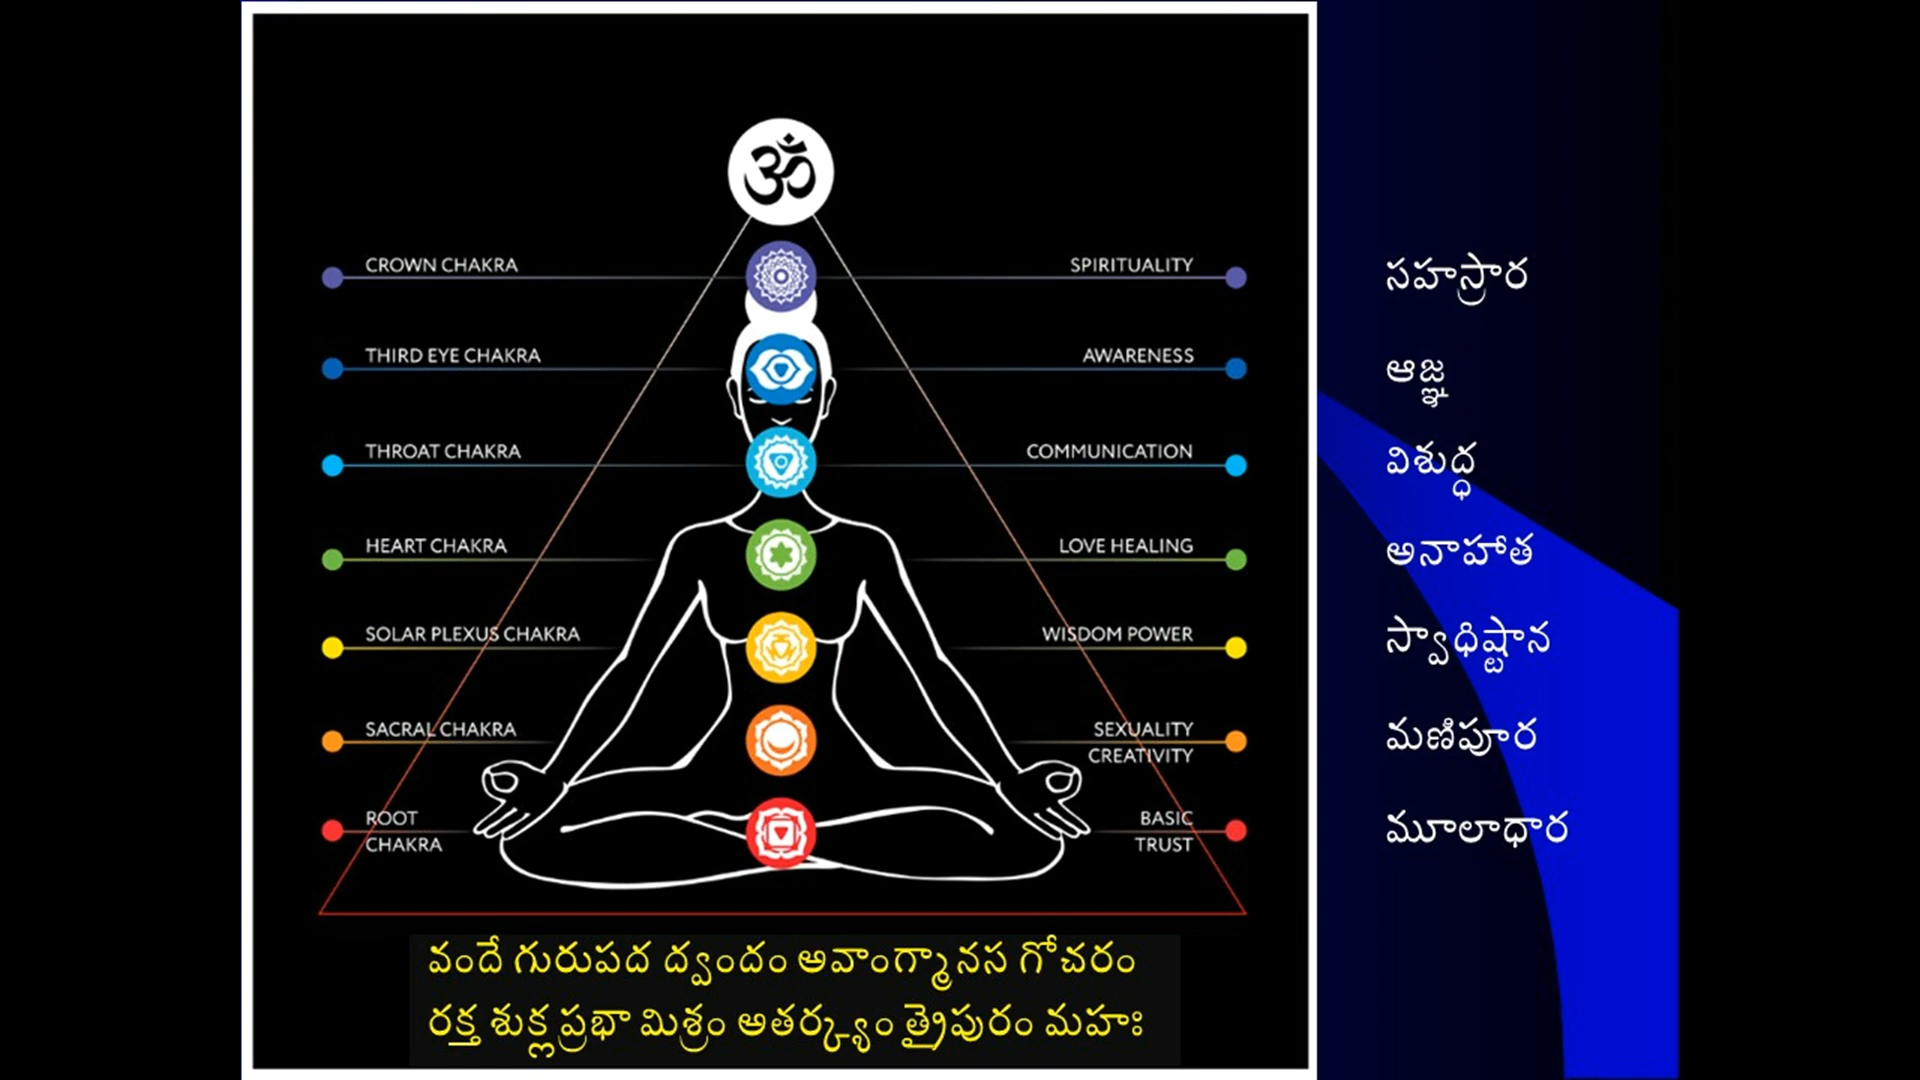 ॐ
CROWN CHAKRA
SPIRITUALITY
సహస్రార
THIRD EYE CHAKRA
AWARENESS
ఆజ్ఞ
THROAT CHAKRA
COMMUNICATION
విశుద్ధ
HEART CHAKRA
LOVE HEALING
అనాహాత
SOLAR PLEXUS CHAKRA
WISDOM POWER
స్వాధిష్టాన
SACRAL CHAKRA
SEXUALITY
CREATIVITY
మణిపూర
ROOT
CHAKRA
BASIC
TRUST
మూలాధార
వందే గురుపద ద్వందం అవాంగ్మానస గోచరం
రక్త శుక్లప్రభా మిశ్రం అతర్క్యం త్రైపురం మహః